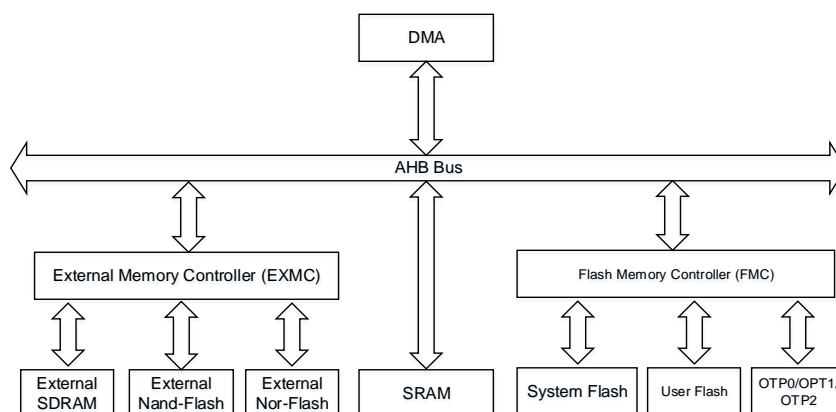 DMA
AHB Bus
External Memory Controller (EXMC)
Flash Memory Controller (FMC)
External
SDRAM
External
Nand-Flash
External
Nor-Flash
SRAM
System Flash
User Flash
OTP0/OPT1/
OTP2